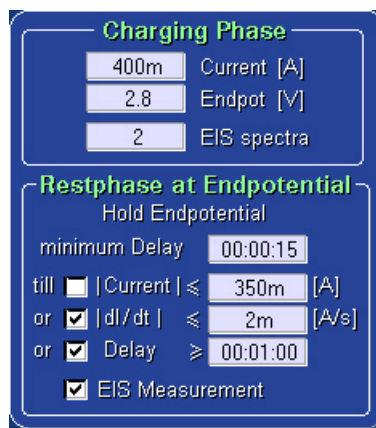 Charging Phase
400m Current [A]
2.8 Endpot [V]
2 EIS spectra
Restphase at Endpotential
Hold Endpotential
minimum Delay 00:00:15
till | Current | ≤ 350m [A]
or | dI / dt | ≤ 2m [A/s]
or Delay ≥ 00:01:00
EIS Measurement